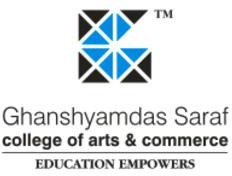 TM
Ghanshyamdas Saraf
college of arts & commerce
EDUCATION EMPOWERS